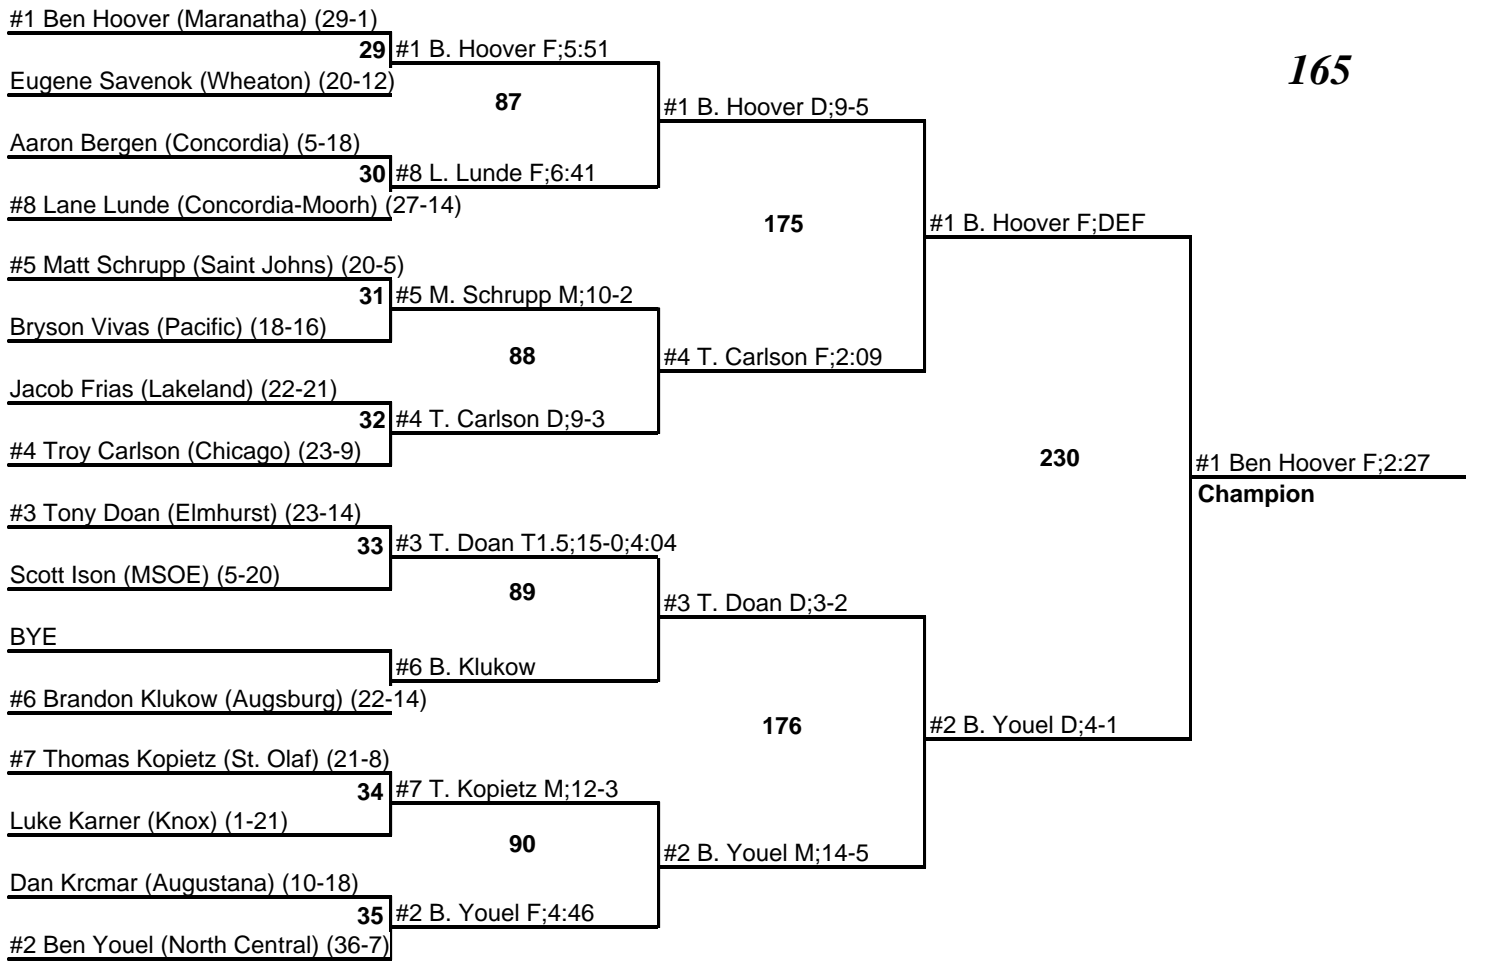 #1 Ben Hoover (Maranatha) (29-1)
29
#1 B. Hoover F;5:51
165
Eugene Savenok (Wheaton) (20-12)
87
#1 B. Hoover D;9-5
Aaron Bergen (Concordia) (5-18)
30
#8 L. Lunde F;6:41
#8 Lane Lunde (Concordia-Moorh) (27-14)
175
#1 B. Hoover F;DEF
#5 Matt Schrupp (Saint Johns) (20-5)
31
#5 M. Schrupp M;10-2
Bryson Vivas (Pacific) (18-16)
88
#4 T. Carlson F;2:09
Jacob Frias (Lakeland) (22-21)
32
#4 T. Carlson D;9-3
#4 Troy Carlson (Chicago) (23-9)
230
#1 Ben Hoover F;2:27
Champion
#3 Tony Doan (Elmhurst) (23-14)
33
#3 T. Doan T1.5;15-0;4:04
Scott Ison (MSOE) (5-20)
89
#3 T. Doan D;3-2
BYE
#6 B. Klukow
#6 Brandon Klukow (Augsburg) (22-14)
176
#2 B. Youel D;4-1
#7 Thomas Kopietz (St. Olaf) (21-8)
34
#7 T. Kopietz M;12-3
Luke Karner (Knox) (1-21)
90
#2 B. Youel M;14-5
Dan Krcmar (Augustana) (10-18)
35
#2 B. Youel F;4:46
#2 Ben Youel (North Central) (36-7)